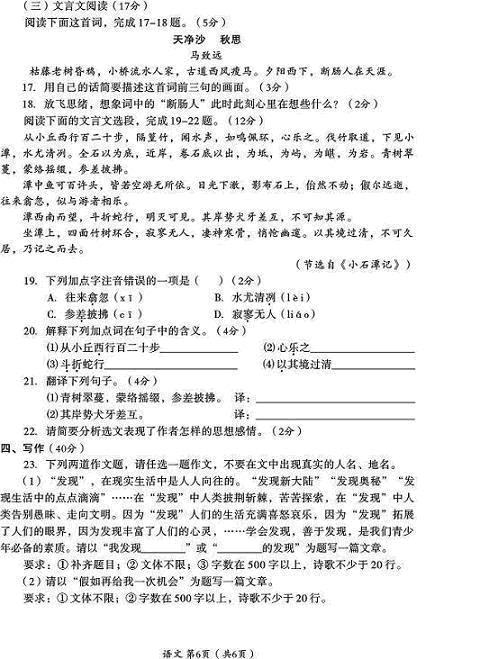 （三）文言文阅读（17分）
阅读下面这首词，完成17-18题。（5分）
天净沙　秋思
马致远
枯藤老树昏鸦，小桥流水人家，古道西风瘦马。夕阳西下，断肠人在天涯。
17. 用自己的话简要描述这首词前三句的画面。（3分）
18. 放飞思绪，想象词中的“断肠人”此时此刻心里在想些什么？（2分）
阅读下面的文言文选段，完成19-22题。（12分）
从小丘西行百二十步，隔篁竹，闻水声，如鸣佩环，心乐之。伐竹取道，下见小
潭，水尤清冽。全石以为底，近岸，卷石底以出，为坻，为屿，为嵁，为岩。青树翠
蔓，蒙络摇缀，参差披拂。
潭中鱼可百许头，皆若空游无所依。日光下澈，影布石上，佁然不动；俶尔远逝，
往来翕忽，似与游者相乐。
潭西南而望，斗折蛇行，明灭可见。其岸势犬牙差互，不可知其源。
坐潭上，四面竹树环合，寂寥无人，凄神寒骨，悄怆幽邃。以其境过清，不可久
居，乃记之而去。
（节选自《小石潭记》）
19. 下列加点字注音错误的一项是（　　）（2分）
A. 往来翕忽（xī）　　B. 水尤清冽（lèi）
C. 参差披拂（cī）　　D. 寂寥无人（liáo）
20. 解释下列加点词在句子中的含义。（4分）
(1)从小丘西行百二十步　　(2)心乐之
(3)斗折蛇行　　(4)以其境过清
21. 翻译下列句子。（4分）
(1)青树翠蔓，蒙络摇缀，参差披拂。　译：
(2)其岸势犬牙差互。　译：
22. 请简要分析选文表现了作者怎样的思想感情。（2分）
四、写作（40分）
23. 下列两道作文题，请任选一题作文，不要在文中出现真实的人名、地名。
（1）“发现”，在现实生活中是人人向往的。“发现新大陆”“发现奥秘”“发
现生活中的点点滴滴”……在“发现”中人类披荆斩棘，苦苦探索，在“发现”中人
类告别愚昧、走向文明。因为“发现”人们的生活充满喜怒哀乐，因为“发现”拓展
了人们的眼界，因为发现丰富了人们的心灵，……学会发现，善于发现，是我们青少
年必备的素质。请以“我发现________”或“________的发现”为题写一篇文章。
要求：①补齐题目；②文体不限；③字数在500字以上，诗歌不少于20行。
（2）请以“假如再给我一次机会”为题写一篇文章。
要求：①文体不限；②字数在500字以上，诗歌不少于20行。
语文 第6页（共6页）